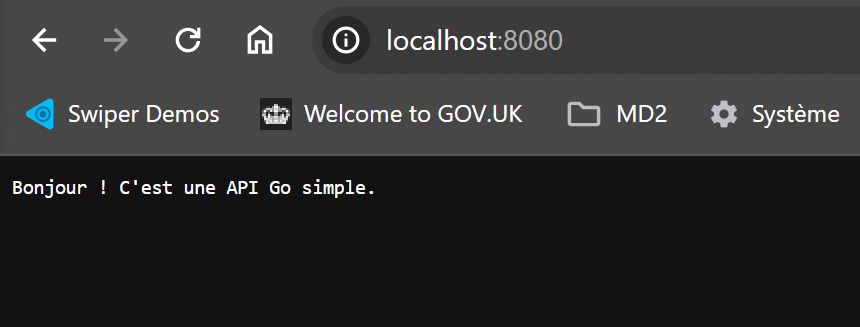 localhost:8080
Swiper Demos Welcome to GOV.UK MD2 Système
Bonjour ! C'est une API Go simple.